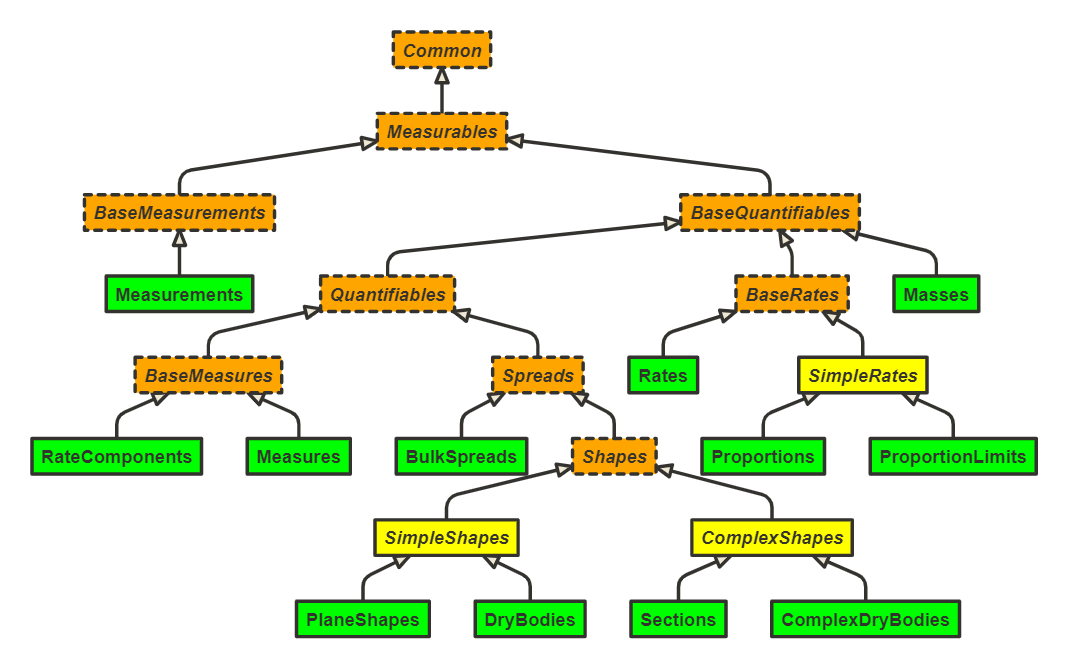 Common
Measurables
BaseMeasurements
BaseQuantifiables
Measurements
Quantifiables
BaseRates
Masses
BaseMeasures
Spreads
Rates
SimpleRates
RateComponents
Measures
BulkSpreads
Shapes
Proportions
ProportionLimits
SimpleShapes
ComplexShapes
PlaneShapes
DryBodies
Sections
ComplexDryBodies